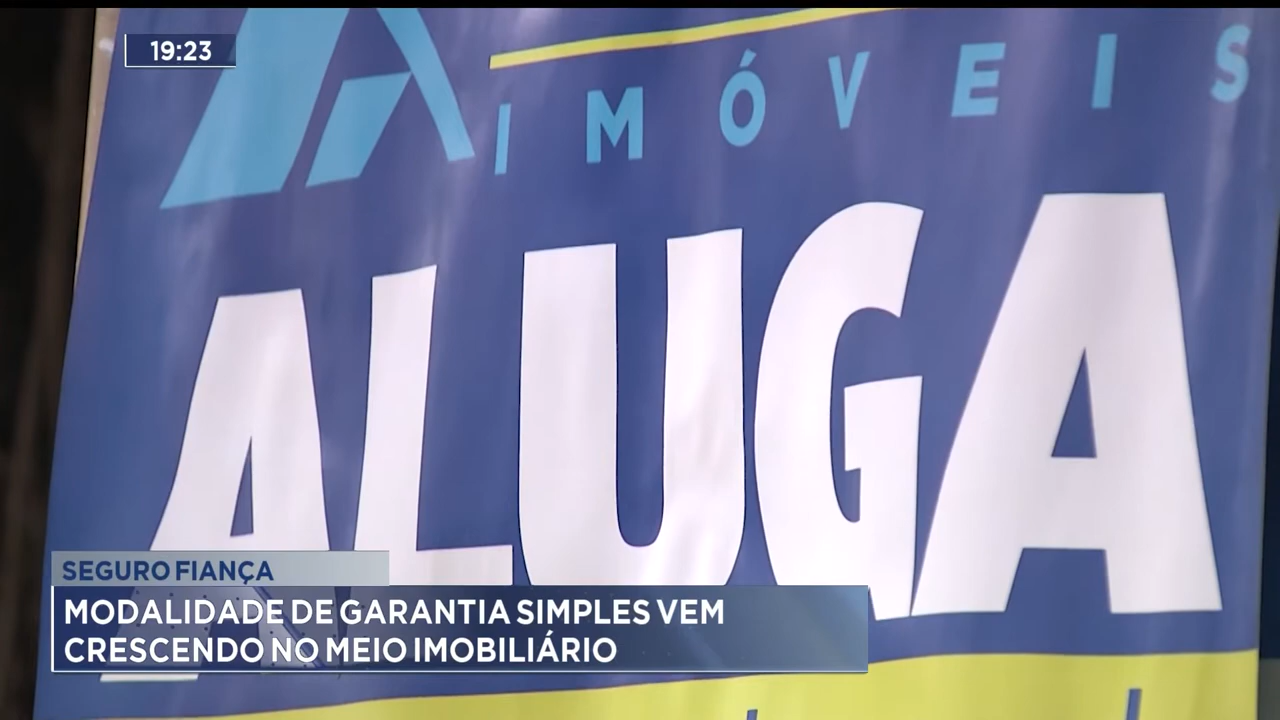 19:23
IMÓVEIS
ALUGA
SEGURO FIANÇA
MODALIDADE DE GARANTIA SIMPLES VEM
CRESCENDO NO MEIO IMOBILIÁRIO